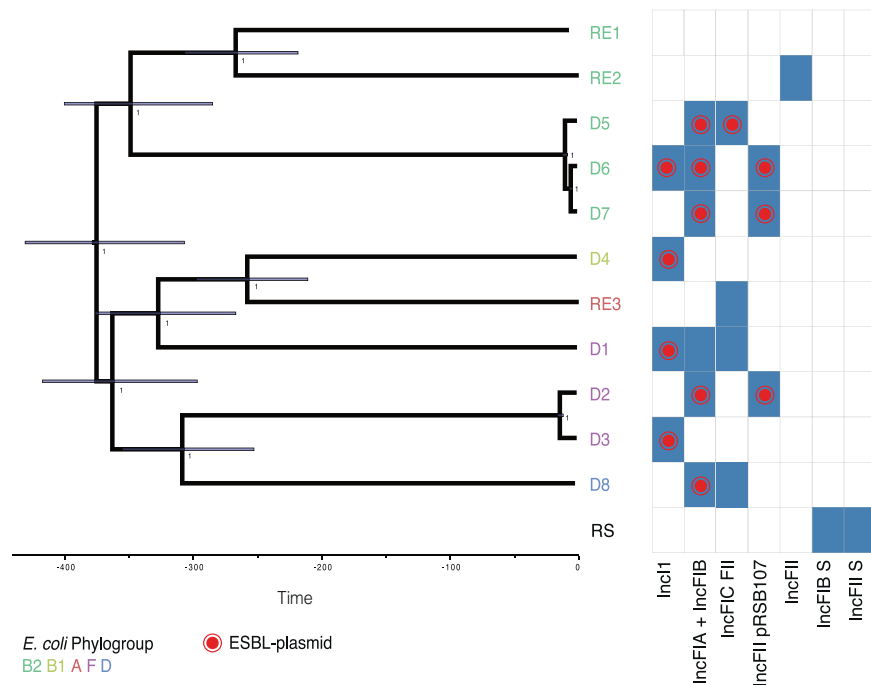 RE1
1
RE2
1
D5
1
D6
1
D7
1
D4
1
RE3
1
D1
1
D2
1
D3
1
D8
RS
-400 -300 -200 -100 0
Time
IncI1
IncFIA + IncFIB
IncFIC FII
IncFII pRSB107
IncFII
IncFIB S
IncFII S
E. coli Phylogroup
B2 B1 A F D
ESBL-plasmid